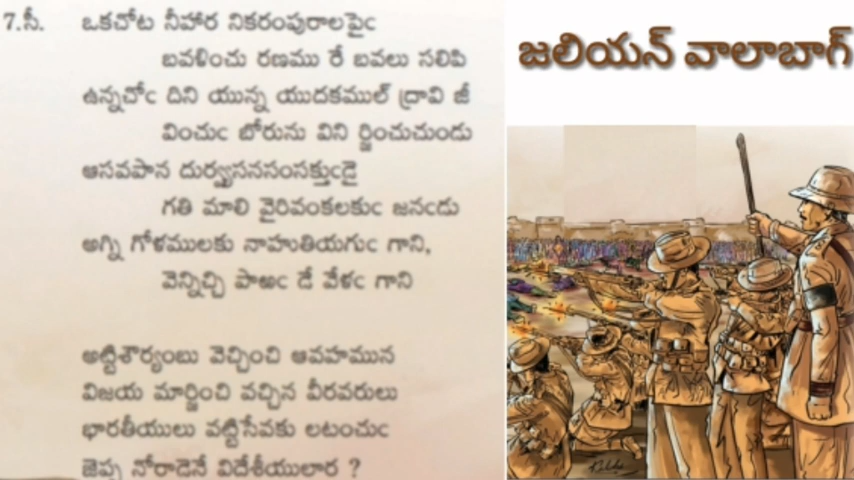 7.సీ. ఒకచోట నీహార నికరంపురాలపైఁ
బవళించు రణము రే బవలు సలిపి
ఉన్నచోఁ దిని యున్న యుదకముల్ ద్రావి జీ
వించుఁ బోరును విని ర్జించుచుండు
ఆసవపాన దుర్వ్యసనసంసక్తుఁడై
గతి మాలి వైరివంకలకుఁ జనఁడు
అగ్ని గోళములకు నాహుతియగుఁ గాని,
వెన్నిచ్చి పాఱఁ డే వేళఁ గాని
అట్టిశౌర్యంబు వెచ్చించి ఆవహమున
విజయ మార్జించి వచ్చిన వీరవరులు
భారతీయులు వట్టిసేవకు లటంచుఁ
జెప్ప నోరాడెనే విదేశీయులార ?
జలియన్ వాలాబాగ్